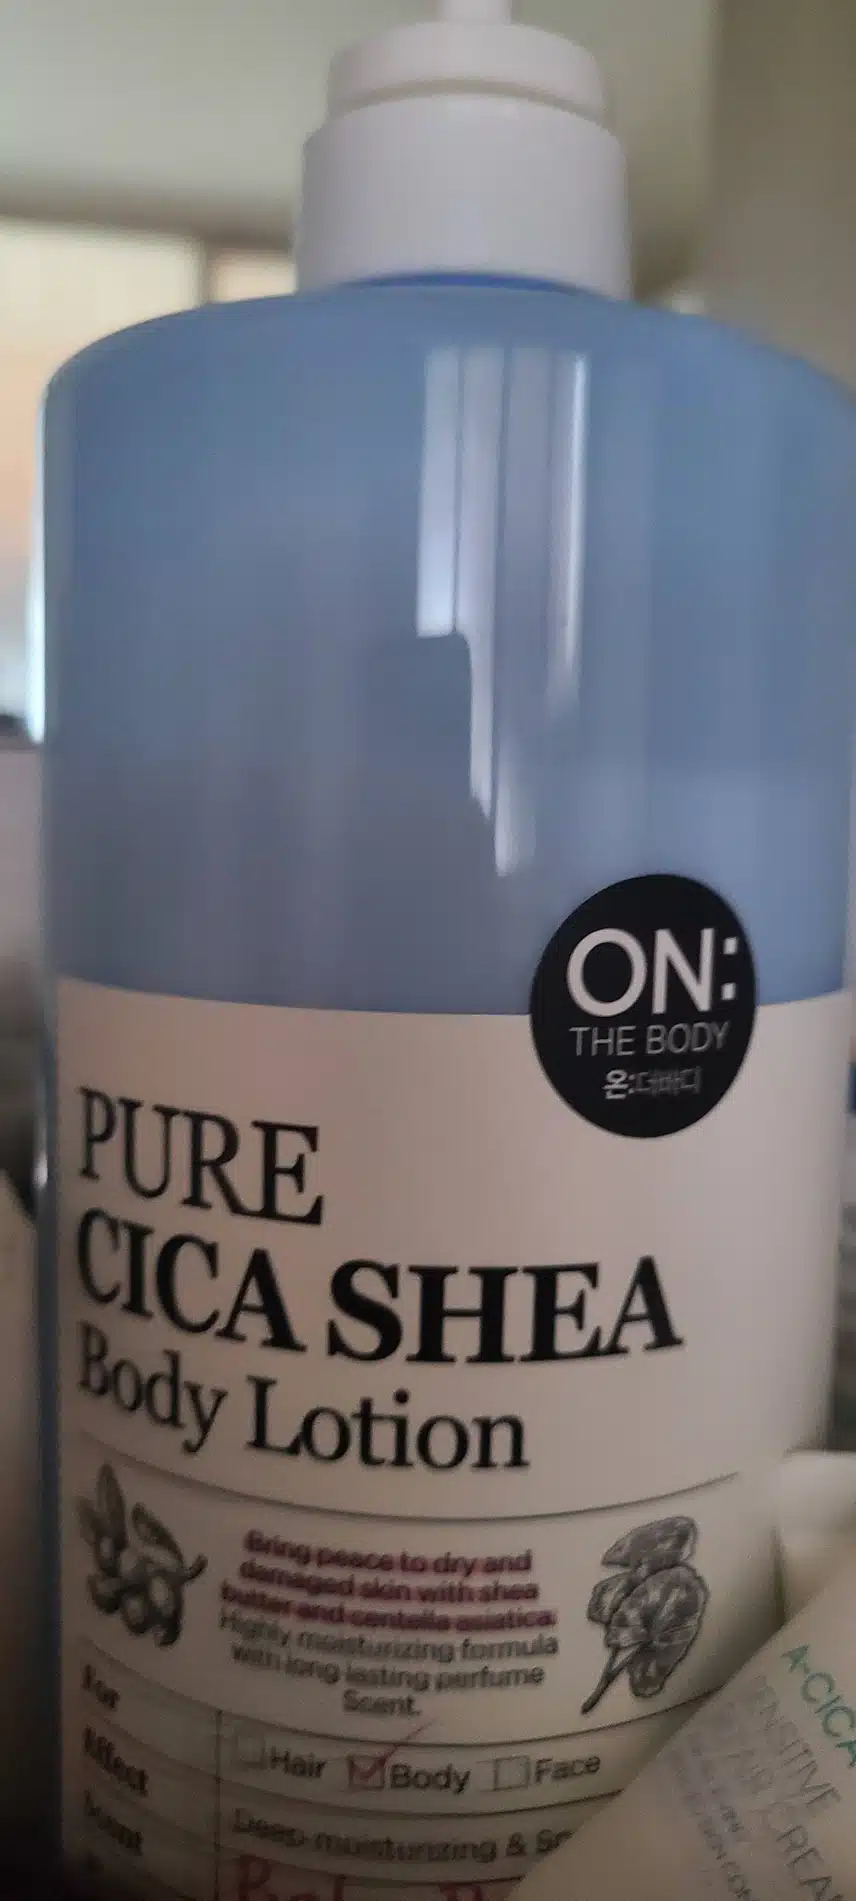 ON:
THE BODY
온:더바디
PURE
CICA SHEA
Body Lotion
Bring peace to dry and
damaged skin with shea
butter and centella asiatica.
Highly moisturizing formula
with long lasting perfume
Scent.
For
Hair Body Face
Effect
Deep-moisturizing &
Scent
A-CICA